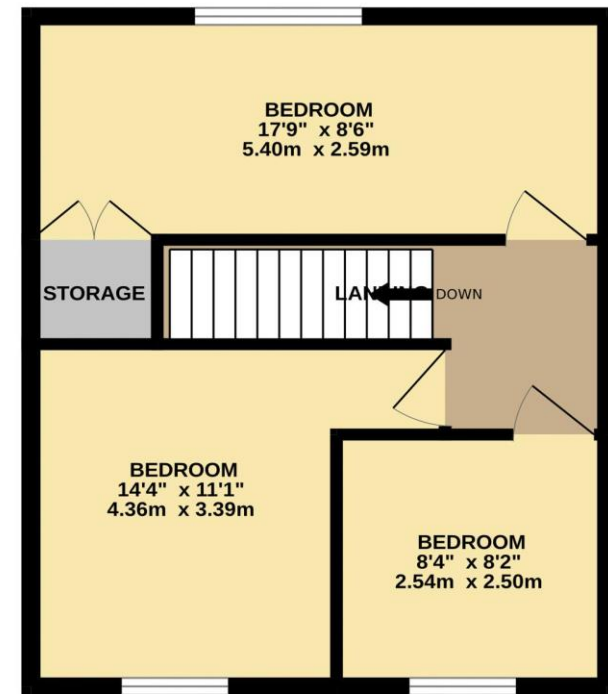 BEDROOM
17'9" x 8'6"
5.40m x 2.59m
STORAGE
LANDING
DOWN
BEDROOM
14'4" x 11'1"
4.36m x 3.39m
BEDROOM
8'4" x 8'2"
2.54m x 2.50m